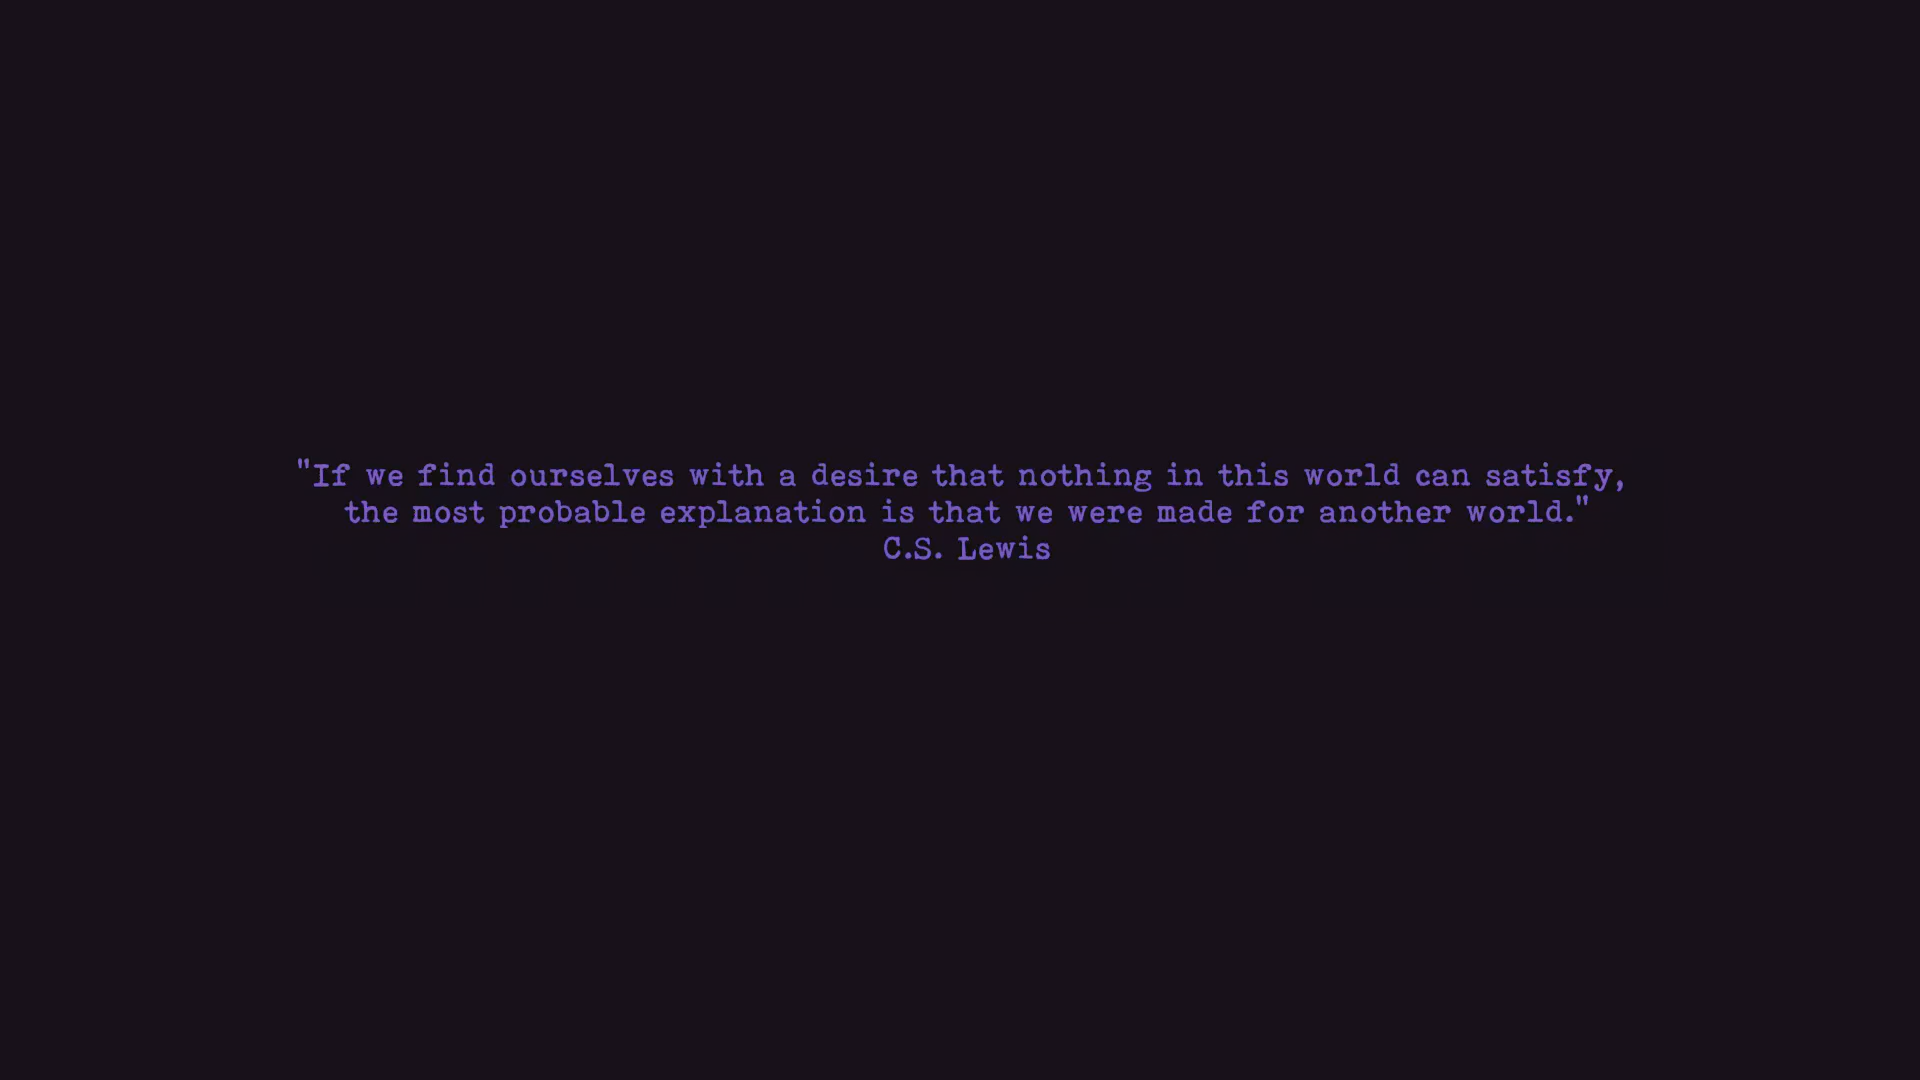 "If we find ourselves with a desire that nothing in this world can satisfy,
the most probable explanation is that we were made for another world."
C.S. Lewis